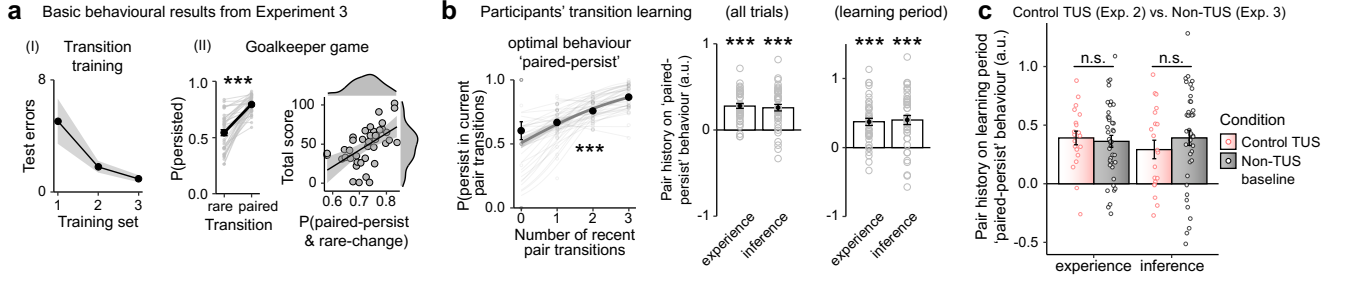 a
Basic behavioural results from Experiment 3
(I)
Transition
training
Test errors
8
0
1
2
3
Training set
(II)
Goalkeeper game
P(persisted)
1.0
0.5
0.0
***
rare paired
Transition
Total score
100
50
0
0.6
0.7
0.8
P(paired-persist
& rare-change)
b
Participants’ transition learning
optimal behaviour
‘paired-persist’
P(persist in current
pair transitions)
1.0
0.5
0.0
***
0
1
2
3
Number of recent
pair transitions
(all trials)
Pair history on ‘paired-
persist’ behaviour (a.u.)
1
0
-1
***
***
experience
inference
(learning period)
1
0
-1
***
***
experience
inference
c
Control TUS (Exp. 2) vs. Non-TUS (Exp. 3)
Pair history on learning period
‘paired-persist’ behaviour (a.u.)
1.0
0.5
0.0
-0.5
n.s.
n.s.
experience
inference
Condition
Control TUS
Non-TUS
baseline